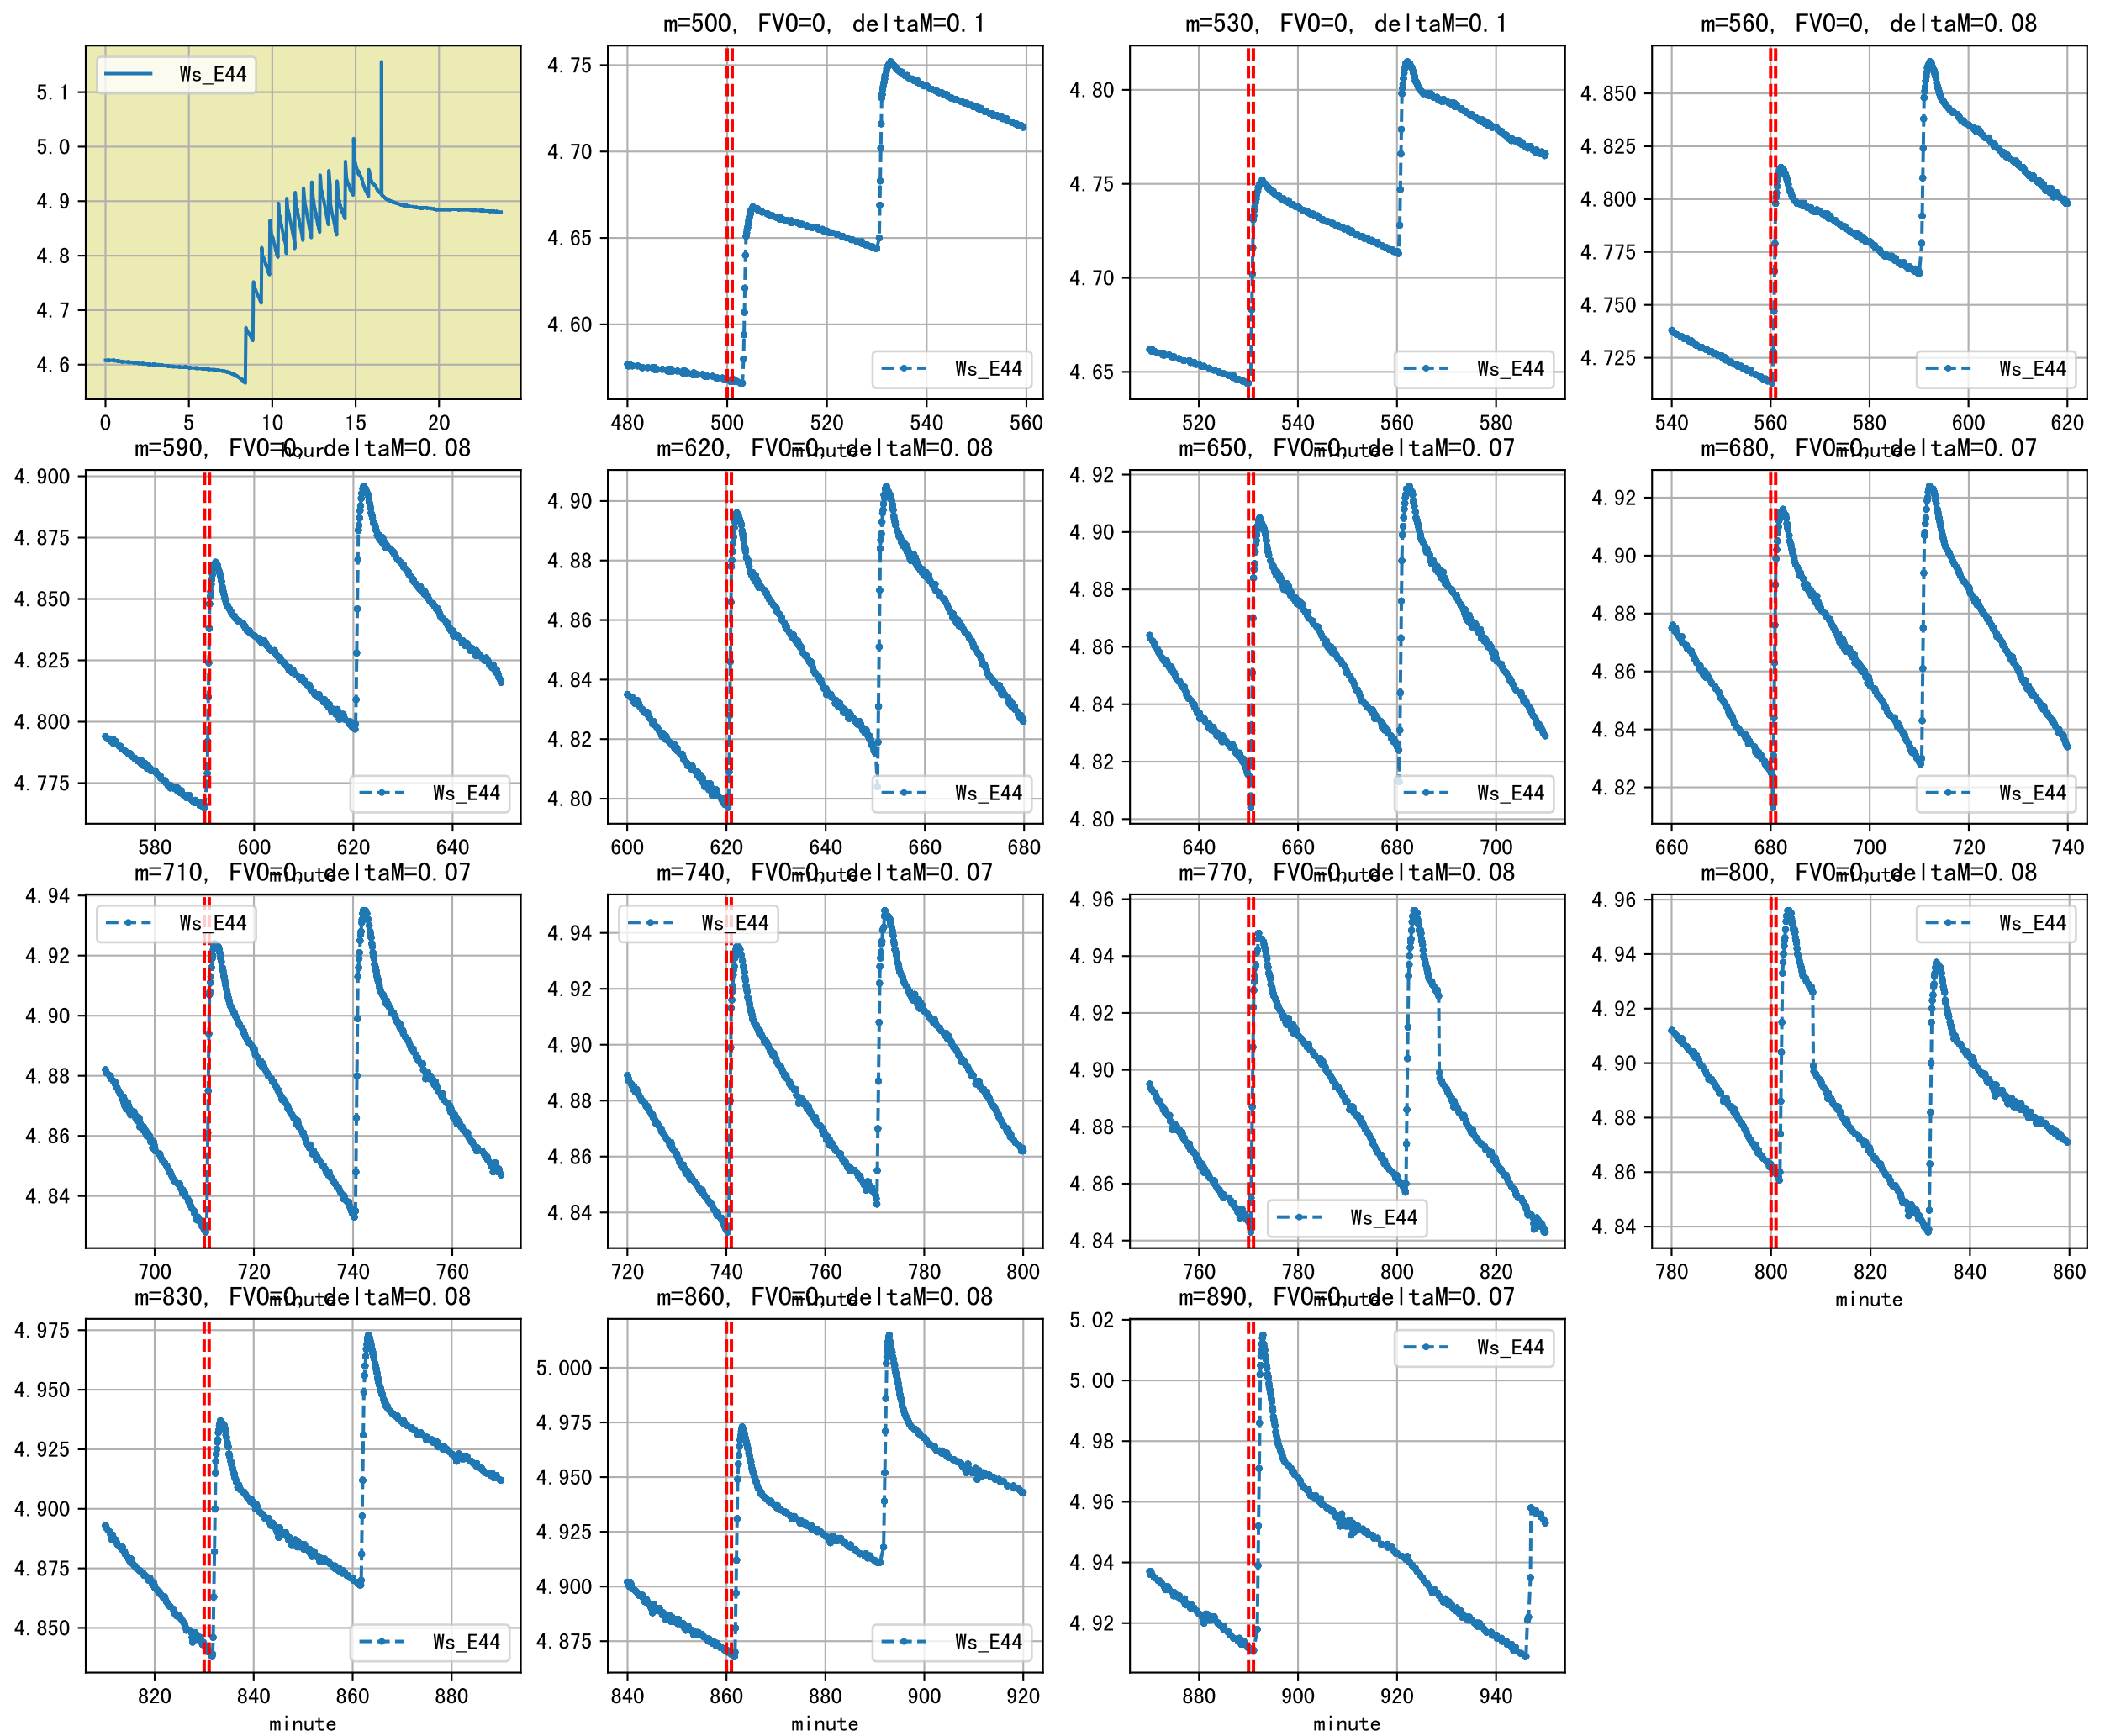 m=500, FVO=0, deltaM=0.1
m=530, FVO=0, deltaM=0.1
m=560, FVO=0, deltaM=0.08
Ws_E44
5.1
5.0
4.9
4.8
4.7
4.6
0 5 10 15 20
hour
4.75
4.70
4.65
4.60
Ws_E44
480 500 520 540 560
minute
4.80
4.75
4.70
4.65
Ws_E44
520 540 560 580
minute
4.850
4.825
4.800
4.775
4.750
4.725
Ws_E44
540 560 580 600 620
minute
m=590, FVO=0, deltaM=0.08
m=620, FVO=0, deltaM=0.08
m=650, FVO=0, deltaM=0.07
m=680, FVO=0, deltaM=0.07
4.900
4.875
4.850
4.825
4.800
4.775
Ws_E44
580 600 620 640
minute
4.90
4.88
4.86
4.84
4.82
4.80
Ws_E44
600 620 640 660 680
minute
4.92
4.90
4.88
4.86
4.84
4.82
4.80
Ws_E44
640 660 680 700
minute
4.92
4.90
4.88
4.86
4.84
4.82
Ws_E44
660 680 700 720 740
minute
m=710, FVO=0, deltaM=0.07
m=740, FVO=0, deltaM=0.07
m=770, FVO=0, deltaM=0.08
m=800, FVO=0, deltaM=0.08
4.94
4.92
4.90
4.88
4.86
4.84
Ws_E44
700 720 740 760
minute
4.94
4.92
4.90
4.88
4.86
4.84
Ws_E44
720 740 760 780 800
minute
4.96
4.94
4.92
4.90
4.88
4.86
4.84
Ws_E44
760 780 800 820
minute
4.96
4.94
4.92
4.90
4.88
4.86
4.84
Ws_E44
780 800 820 840 860
minute
m=830, FVO=0, deltaM=0.08
m=860, FVO=0, deltaM=0.08
m=890, FVO=0, deltaM=0.07
4.975
4.950
4.925
4.900
4.875
4.850
Ws_E44
820 840 860 880
minute
5.000
4.975
4.950
4.925
4.900
4.875
Ws_E44
840 860 880 900 920
minute
5.02
5.00
4.98
4.96
4.94
4.92
Ws_E44
880 900 920 940
minute